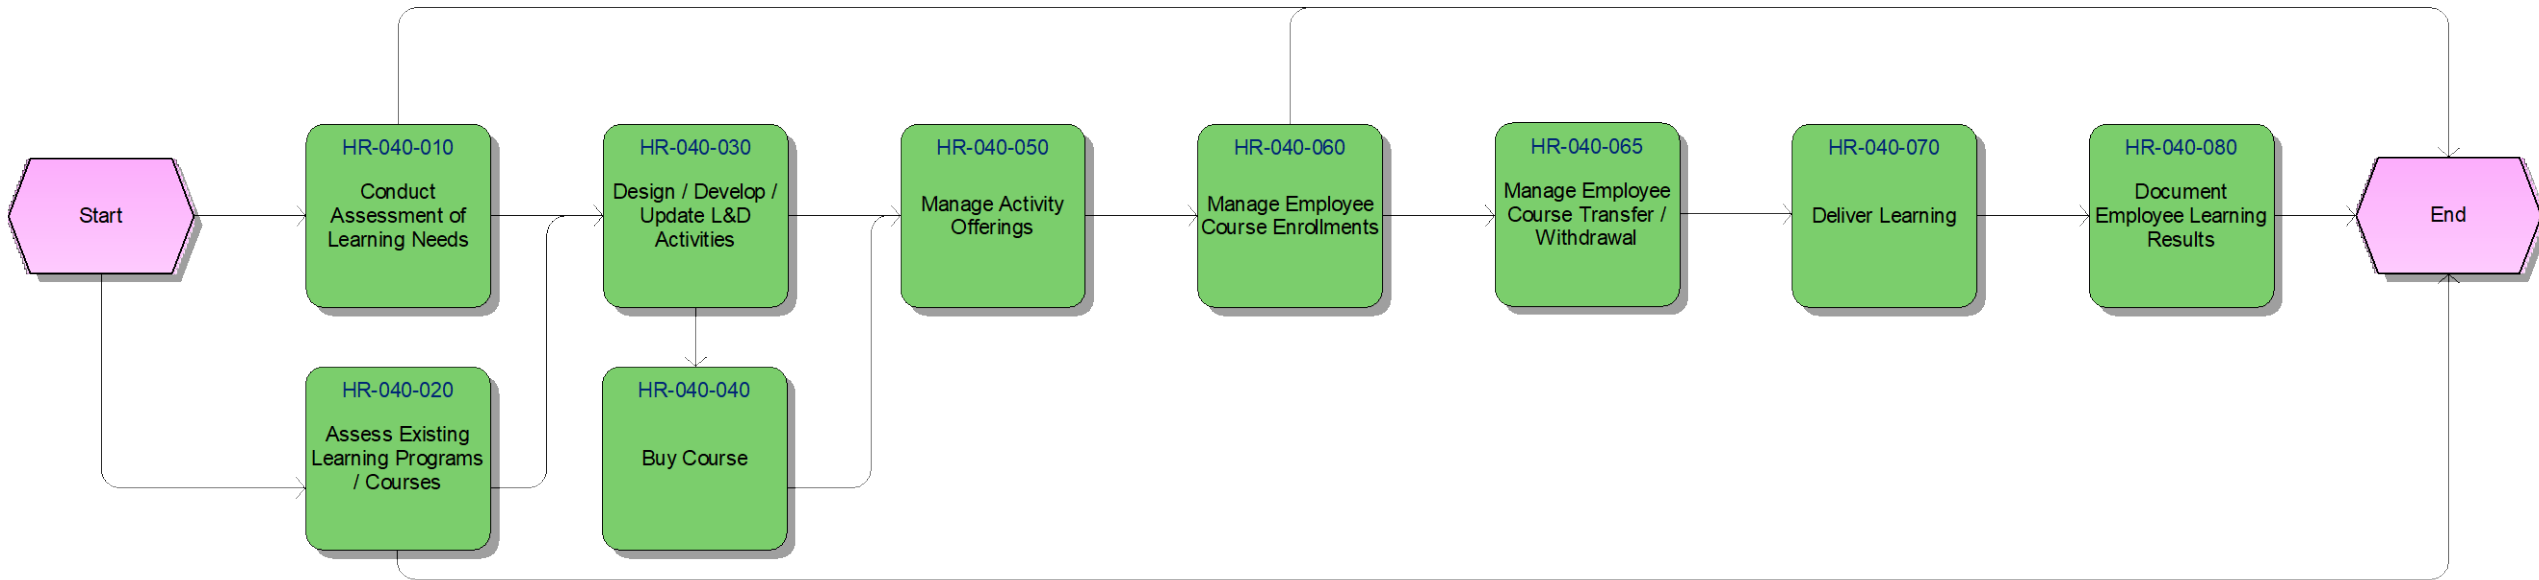 Start
HR-040-010
Conduct
Assessment of
Learning Needs
HR-040-030
Design / Develop /
Update L&D
Activities
HR-040-050
Manage Activity
Offerings
HR-040-060
Manage Employee
Course Enrollments
HR-040-065
Manage Employee
Course Transfer /
Withdrawal
HR-040-070
Deliver Learning
HR-040-080
Document
Employee Learning
Results
End
HR-040-020
Assess Existing
Learning Programs
/ Courses
HR-040-040
Buy Course